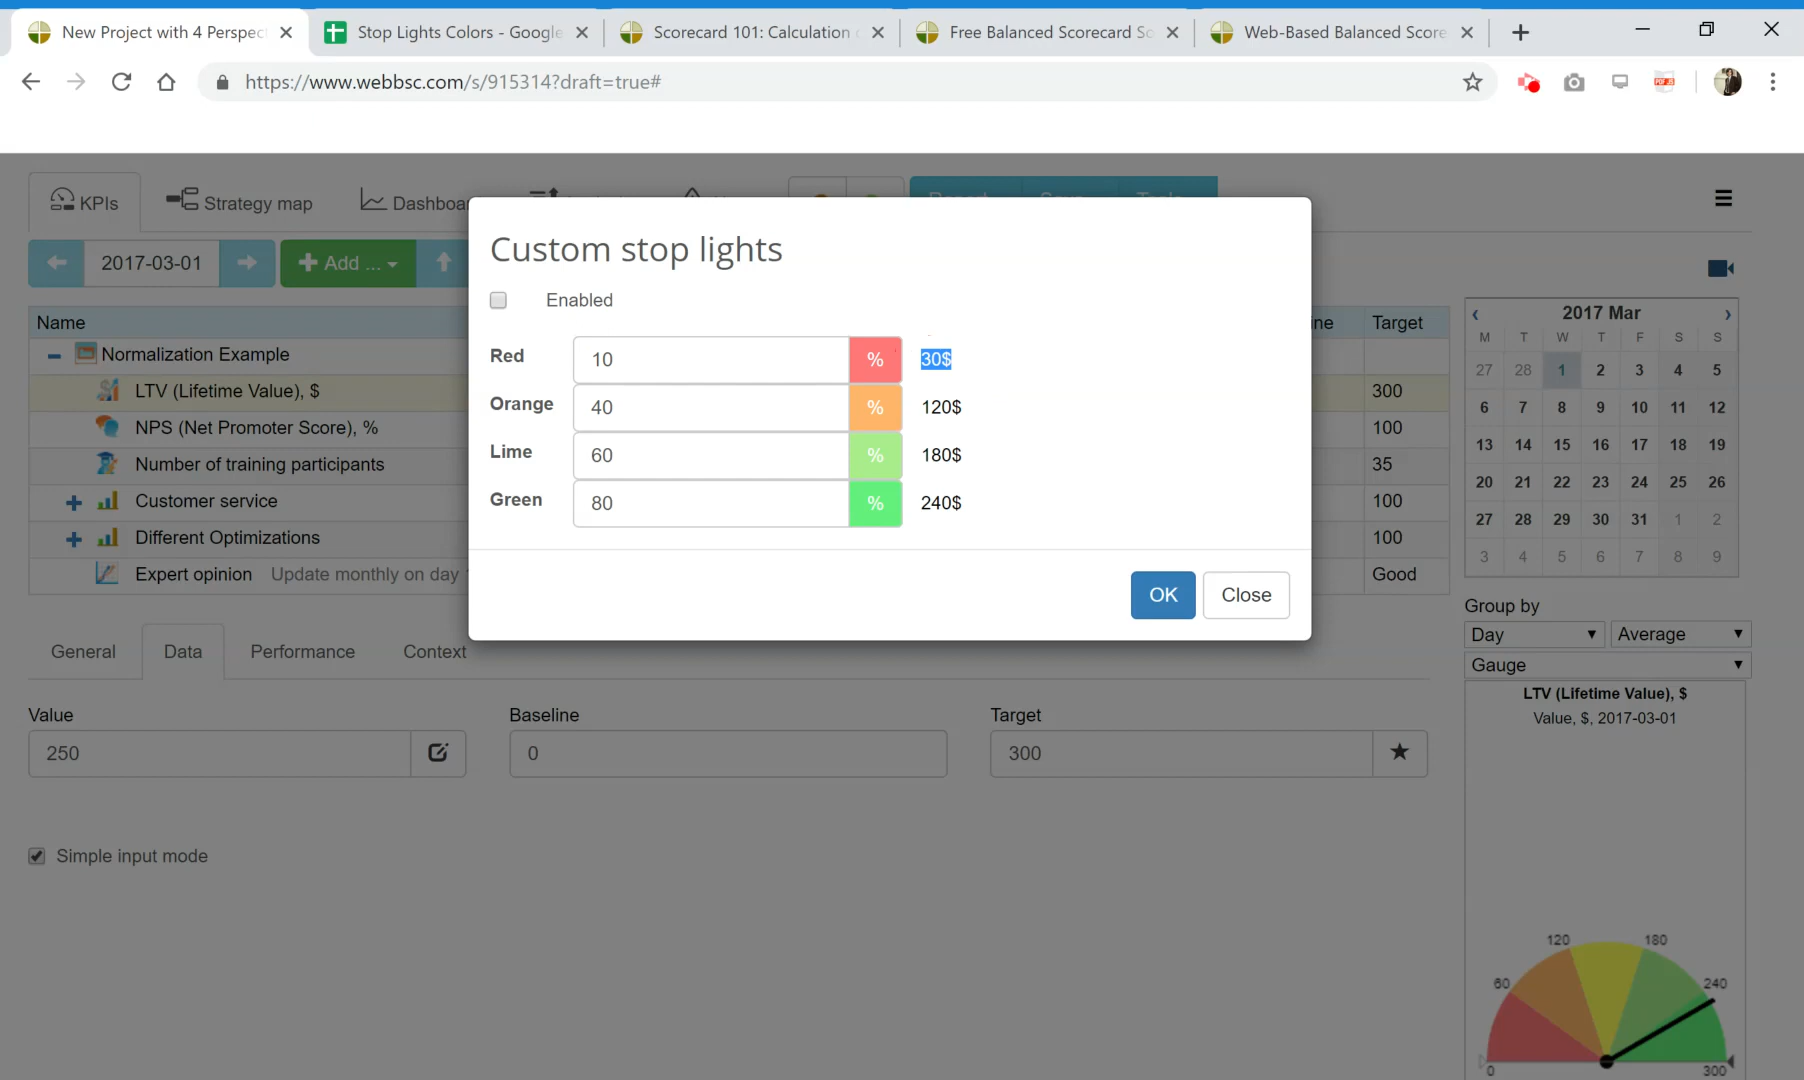 New Project with 4 Perspect
Stop Lights Colors - Google
Scorecard 101: Calculation
Free Balanced Scorecard So
Web-Based Balanced Score
https://www.webbsc.com/s/915314?draft=true#
KPIs
Strategy map
Dashboa
2017-03-01
Add ...
Custom stop lights
Enabled
Red 10 % 30$
Orange 40 % 120$
Lime 60 % 180$
Green 80 % 240$
OK
Close
Name
ine
Target
Normalization Example
LTV (Lifetime Value), $
300
NPS (Net Promoter Score), %
100
Number of training participants
35
Customer service
100
Different Optimizations
100
Expert opinion Update monthly on day
Good
2017 Mar
M T W T F S S
27 28 1 2 3 4 5
6 7 8 9 10 11 12
13 14 15 16 17 18 19
20 21 22 23 24 25 26
27 28 29 30 31 1 2
3 4 5 6 7 8 9
General
Data
Performance
Context
Value
250
Baseline
0
Target
300
Simple input mode
Group by
Day
Average
Gauge
LTV (Lifetime Value), $
Value, $, 2017-03-01
120 180
60 240
0 300